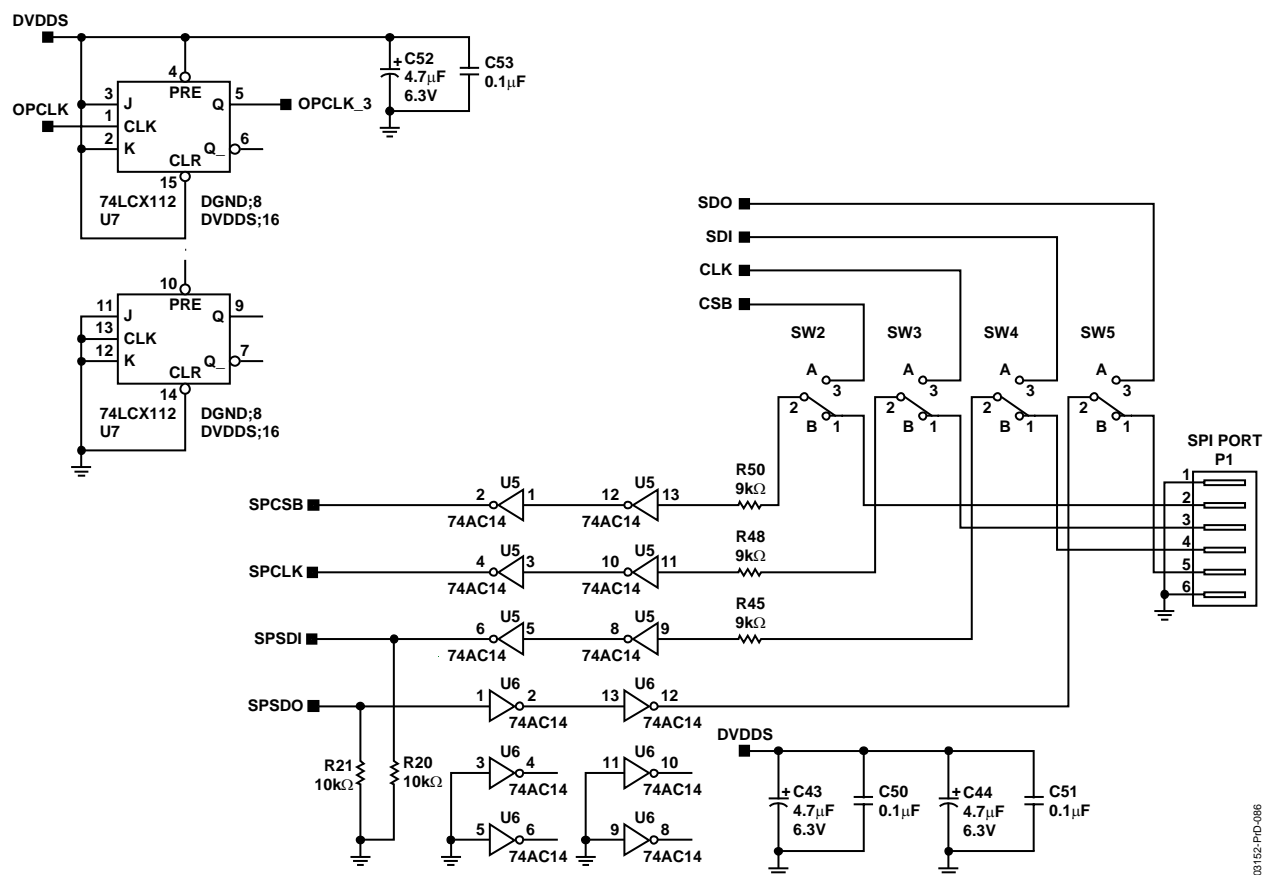 DVDDS
C52
4.7μF
6.3V
C53
0.1μF
4
PRE
3
J
Q
5
OPCLK_3
OPCLK
1
CLK
2
K
Q_
6
CLR
15
74LCX112
U7
DGND;8
DVDDS;16
10
PRE
11
J
Q
9
13
CLK
12
K
Q_
7
CLR
14
74LCX112
U7
DGND;8
DVDDS;16
SDO
SDI
CLK
CSB
SW2
SW3
SW4
SW5
A
3
A
3
A
3
A
3
2
B
1
2
B
1
2
B
1
2
B
1
SPI PORT
P1
1
2
3
4
5
6
SPCSB
2
U5
1
74AC14
12
U5
13
74AC14
R50
9kΩ
SPCLK
4
U5
3
74AC14
10
U5
11
74AC14
R48
9kΩ
SPSDI
6
U5
5
74AC14
8
U5
9
74AC14
R45
9kΩ
SPSDO
1
U6
2
74AC14
13
U6
12
74AC14
R21
10kΩ
R20
10kΩ
3
U6
4
74AC14
11
U6
10
74AC14
5
U6
6
74AC14
9
U6
8
74AC14
DVDDS
C43
4.7μF
6.3V
C50
0.1μF
C44
4.7μF
6.3V
C51
0.1μF
03152-PrD-086